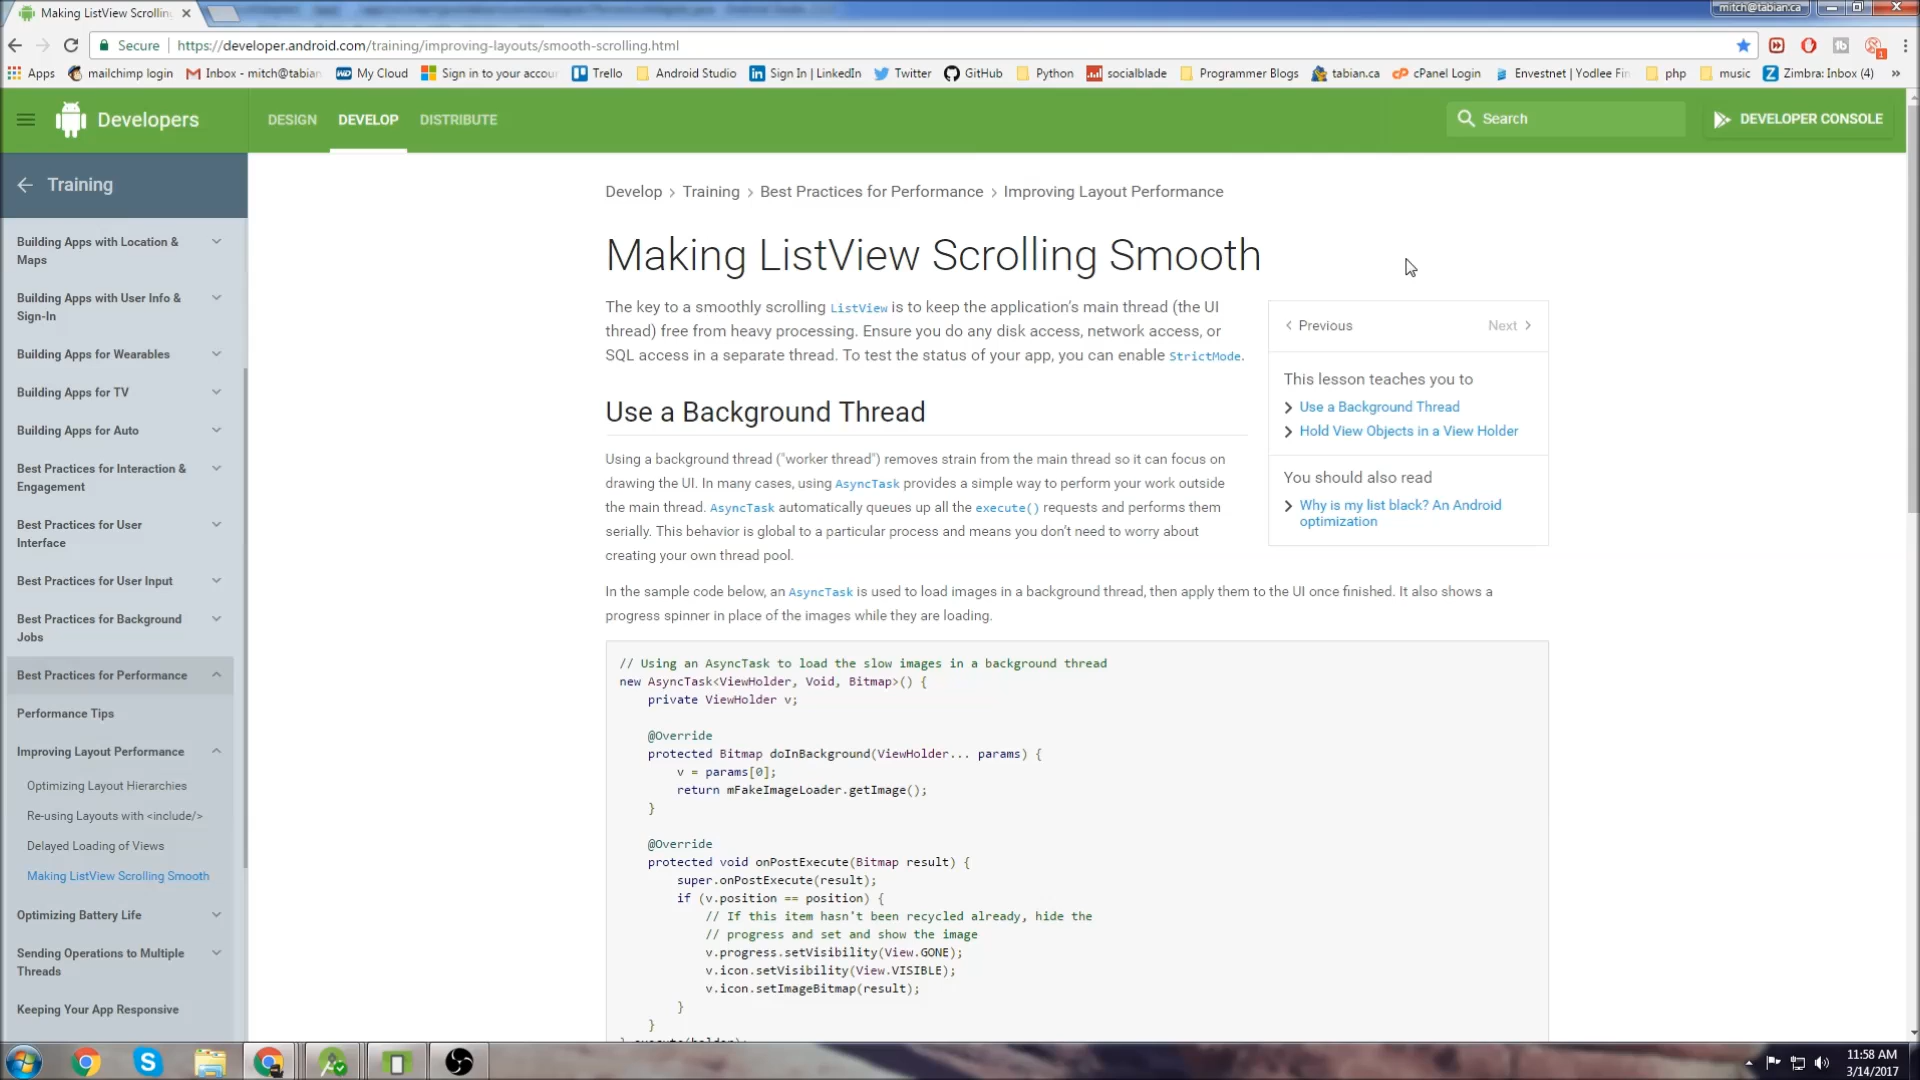 Making ListView Scrolling
mitch@tabian.ca
Secure https://developer.android.com/training/improving-layouts/smooth-scrolling.html
Apps mailchimp login Inbox - mitch@tabian My Cloud Sign in to your accou Trello Android Studio Sign In | LinkedIn Twitter GitHub Python socialblade Programmer Blogs tabian.ca cPanel Login Envestnet | Yodlee Fin php music Zimbra: Inbox (4) »
Developers DESIGN DEVELOP DISTRIBUTE Search DEVELOPER CONSOLE
Training
Building Apps with Location &
Maps
Building Apps with User Info &
Sign-In
Building Apps for Wearables
Building Apps for TV
Building Apps for Auto
Best Practices for Interaction &
Engagement
Best Practices for User
Interface
Best Practices for User Input
Best Practices for Background
Jobs
Best Practices for Performance
Performance Tips
Improving Layout Performance
Optimizing Layout Hierarchies
Re-using Layouts with <include/>
Delayed Loading of Views
Making ListView Scrolling Smooth
Optimizing Battery Life
Sending Operations to Multiple
Threads
Keeping Your App Responsive
Develop > Training > Best Practices for Performance > Improving Layout Performance
Making ListView Scrolling Smooth
The key to a smoothly scrolling ListView is to keep the application's main thread (the UI
thread) free from heavy processing. Ensure you do any disk access, network access, or
SQL access in a separate thread. To test the status of your app, you can enable StrictMode.
Use a Background Thread
Using a background thread ("worker thread") removes strain from the main thread so it can focus on
drawing the UI. In many cases, using AsyncTask provides a simple way to perform your work outside
the main thread. AsyncTask automatically queues up all the execute() requests and performs them
serially. This behavior is global to a particular process and means you don't need to worry about
creating your own thread pool.
In the sample code below, an AsyncTask is used to load images in a background thread, then apply them to the UI once finished. It also shows a
progress spinner in place of the images while they are loading.
// Using an AsyncTask to load the slow images in a background thread
new AsyncTask<ViewHolder, Void, Bitmap>() {
private ViewHolder v;
@Override
protected Bitmap doInBackground(ViewHolder... params) {
v = params[0];
return mFakeImageLoader.getImage();
}
@Override
protected void onPostExecute(Bitmap result) {
super.onPostExecute(result);
if (v.position == position) {
// If this item hasn't been recycled already, hide the
// progress and set and show the image
v.progress.setVisibility(View.GONE);
v.icon.setVisibility(View.VISIBLE);
v.icon.setImageBitmap(result);
}
}
< Previous Next >
This lesson teaches you to
Use a Background Thread
Hold View Objects in a View Holder
You should also read
Why is my list black? An Android
optimization
11:58 AM
3/14/2017